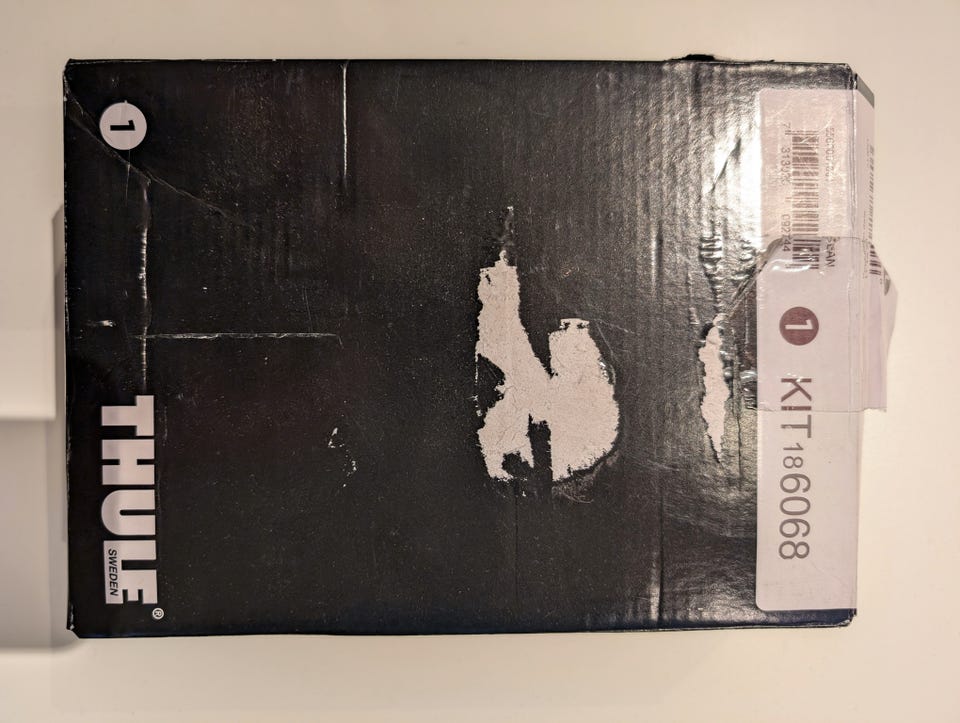 1
THULE®
SWEDEN
1 KIT 186068